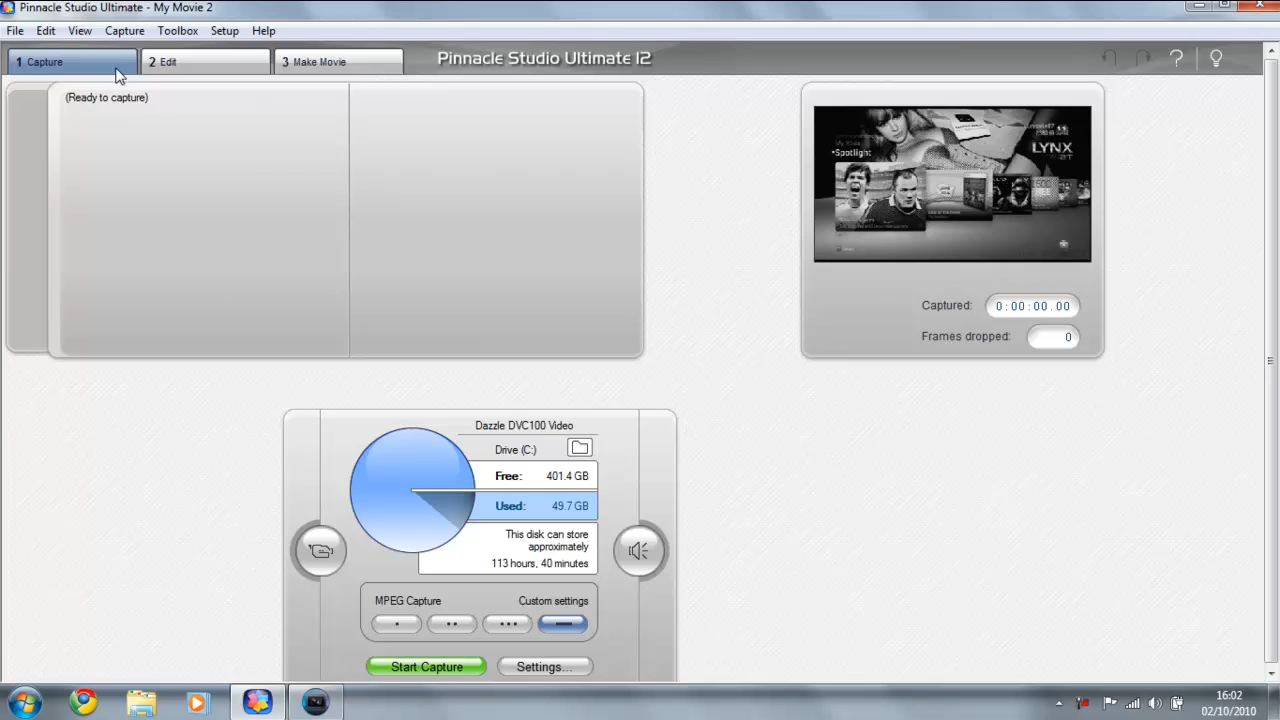 Pinnacle Studio Ultimate - My Movie 2
File Edit View Capture Toolbox Setup Help
1 Capture
2 Edit
3 Make Movie
Pinnacle Studio Ultimate 12
(Ready to capture)
Spotlight
LYNX
Captured: 0:00:00.00
Frames dropped: 0
Dazzle DVC100 Video
Drive (C:)
Free: 401.4 GB
Used: 49.7 GB
This disk can store
approximately
113 hours, 40 minutes
MPEG Capture Custom settings
Start Capture Settings...
16:02
02/10/2010